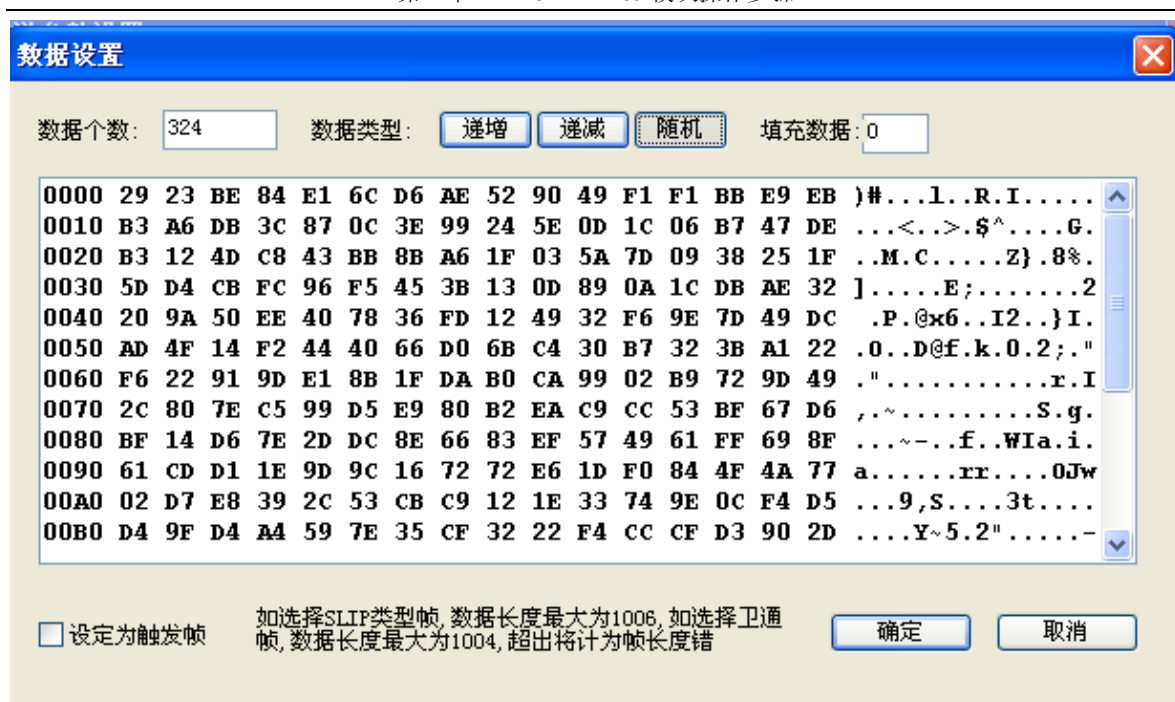 数据设置
数据个数: 324 数据类型: 递增 递减 随机 填充数据: 0
0000 29 23 BE 84 E1 6C D6 AE 52 90 49 F1 F1 BB E9 EB )#...l..R.I.....
0010 B3 A6 DB 3C 87 0C 3E 99 24 5E 0D 1C 06 B7 47 DE ...<..>.$^....G.
0020 B3 12 4D C8 43 BB 8B A6 1F 03 5A 7D 09 38 25 1F ..M.C.....Z}.8%.
0030 5D D4 CB FC 96 F5 45 3B 13 0D 89 0A 1C DB AE 32 ].....E;.......2
0040 20 9A 50 EE 40 78 36 FD 12 49 32 F6 9E 7D 49 DC  .P.@x6..I2..}I.
0050 AD 4F 14 F2 44 40 66 D0 6B C4 30 B7 32 3B A1 22 .O..D@f.k.0.2;."
0060 F6 22 91 9D E1 8B 1F DA B0 CA 99 02 B9 72 9D 49 ."...........r.I
0070 2C 80 7E C5 99 D5 E9 80 B2 EA C9 CC 53 BF 67 D6 ,.~.........S.g.
0080 BF 14 D6 7E 2D DC 8E 66 83 EF 57 49 61 FF 69 8F ...~-..f..WIa.i.
0090 61 CD D1 1E 9D 9C 16 72 72 E6 1D F0 84 4F 4A 77 a......rr....OJw
00A0 02 D7 E8 39 2C 53 CB C9 12 1E 33 74 9E 0C F4 D5 ...9,S....3t....
00B0 D4 9F D4 A4 59 7E 35 CF 32 22 F4 CC CF D3 90 2D ....Y~5.2".....-
设定为触发帧 如选择SLIP类型帧,数据长度最大为1006,如选择卫通
帧,数据长度最大为1004,超出将计为帧长度错
确定 取消